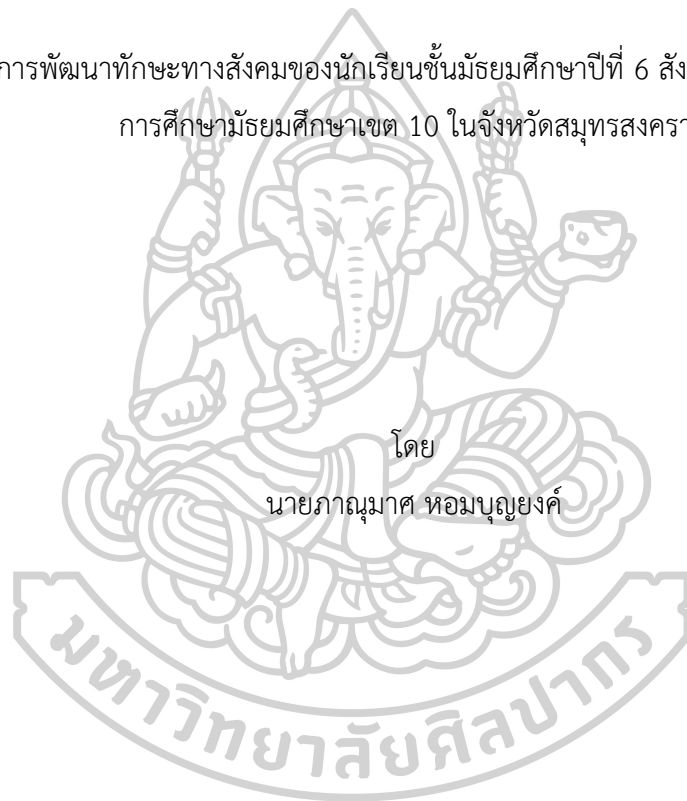 การพัฒนาทักษะทางสังคมของนักเรียนชั้นมัธยมศึกษาปีที่ 6 สัง
การศึกษามัธยมศึกษาเขต 10 ในจังหวัดสมุทรสงครา
โดย
นายภาณุมาศ หอมบุญยงค์
มหาวิทยาลัยศิลปากร